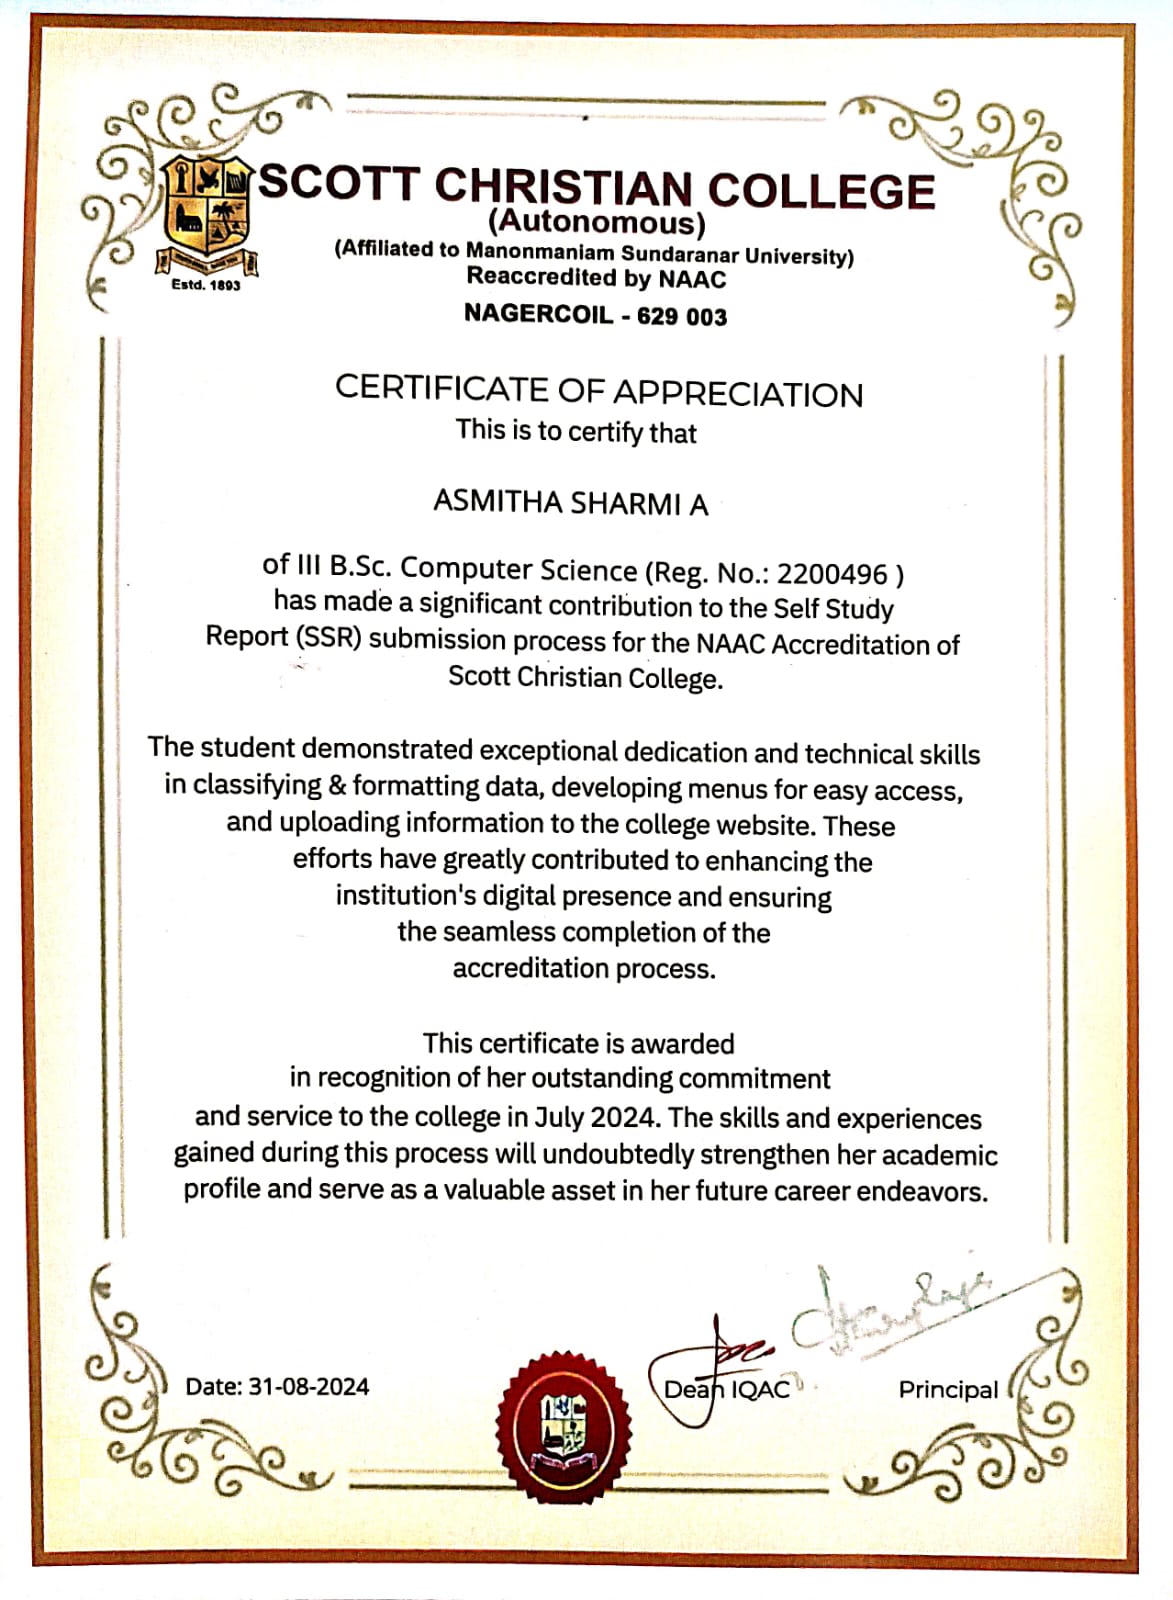 SCOTT CHRISTIAN COLLEGE
(Autonomous)
(Affiliated to Manonmaniam Sundaranar University)
Reaccredited by NAAC
Estd. 1893
NAGERCOIL - 629 003
CERTIFICATE OF APPRECIATION
This is to certify that
ASMITHA SHARMI A
of III B.Sc. Computer Science (Reg. No.: 2200496 )
has made a significant contribution to the Self Study
Report (SSR) submission process for the NAAC Accreditation of
Scott Christian College.
The student demonstrated exceptional dedication and technical skills
in classifying & formatting data, developing menus for easy access,
and uploading information to the college website. These
efforts have greatly contributed to enhancing the
institution's digital presence and ensuring
the seamless completion of the
accreditation process.
This certificate is awarded
in recognition of her outstanding commitment
and service to the college in July 2024. The skills and experiences
gained during this process will undoubtedly strengthen her academic
profile and serve as a valuable asset in her future career endeavors.
Date: 31-08-2024
Dean IQAC
Principal